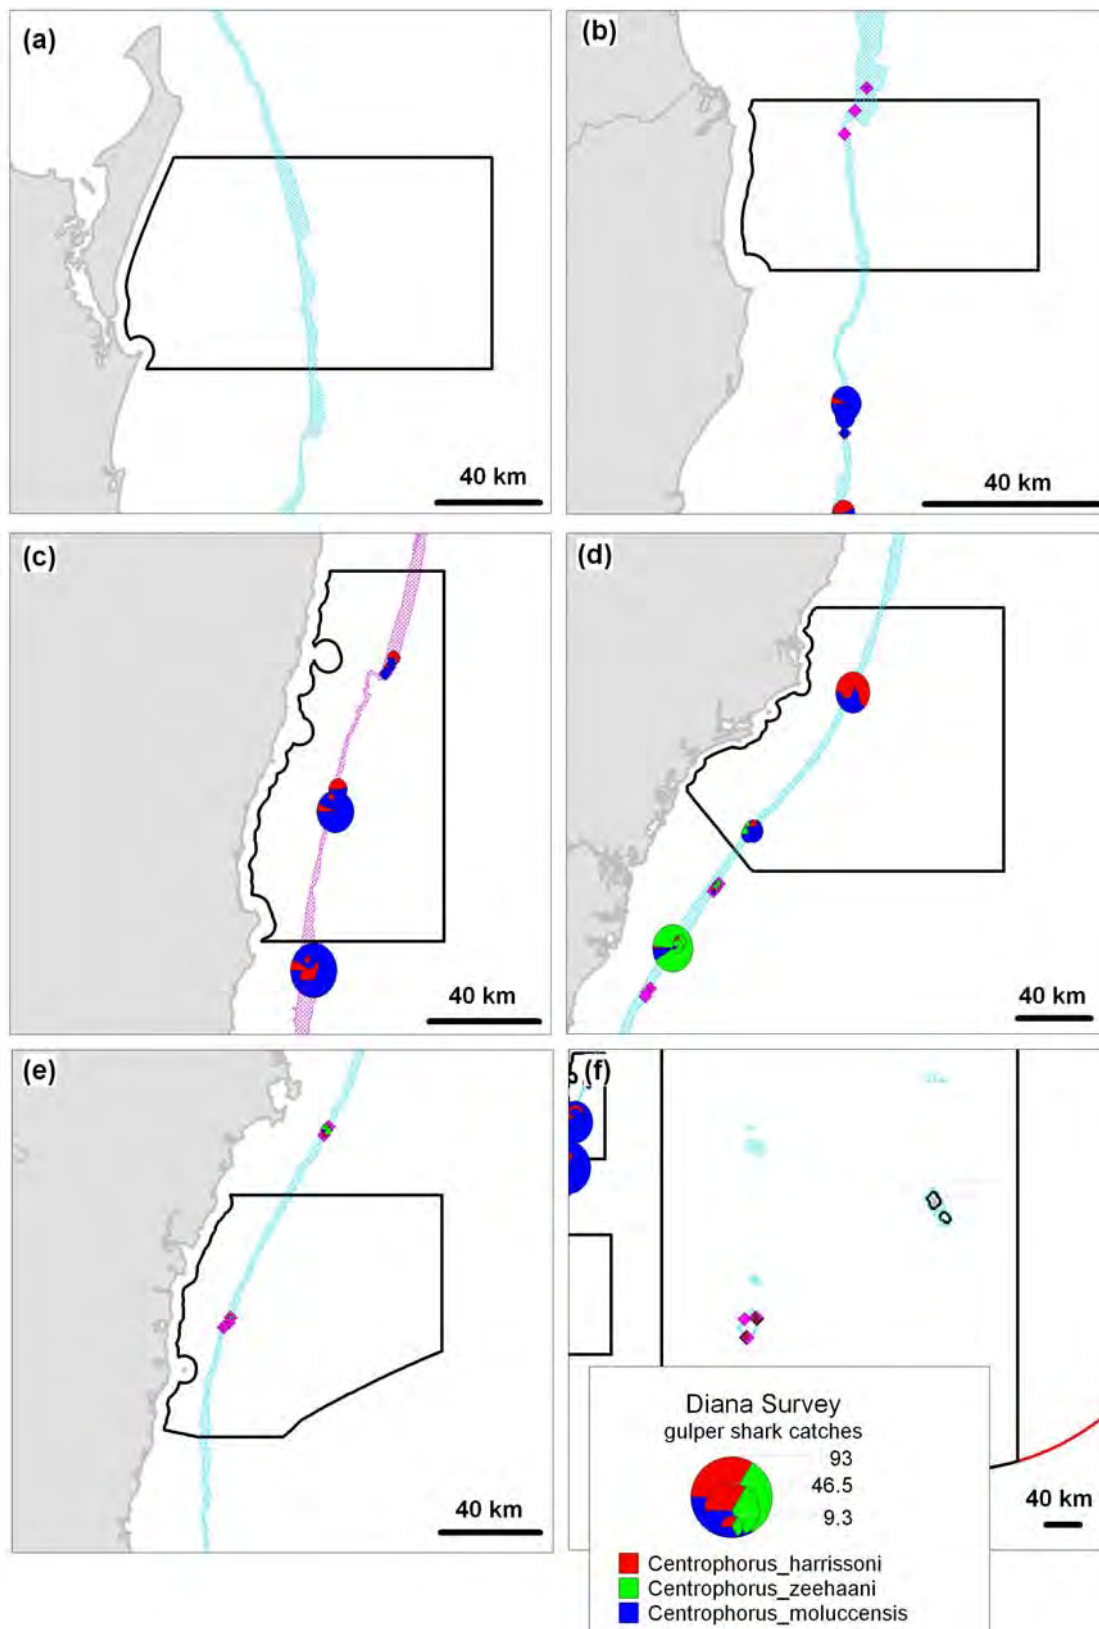 (a)
40 km
(b)
40 km
(c)
40 km
(d)
40 km
(e)
40 km
(f)
40 km
Diana Survey
gulper shark catches
93
46.5
9.3
Centrophorus_harrissoni
Centrophorus_zeehaani
Centrophorus_moluccensis